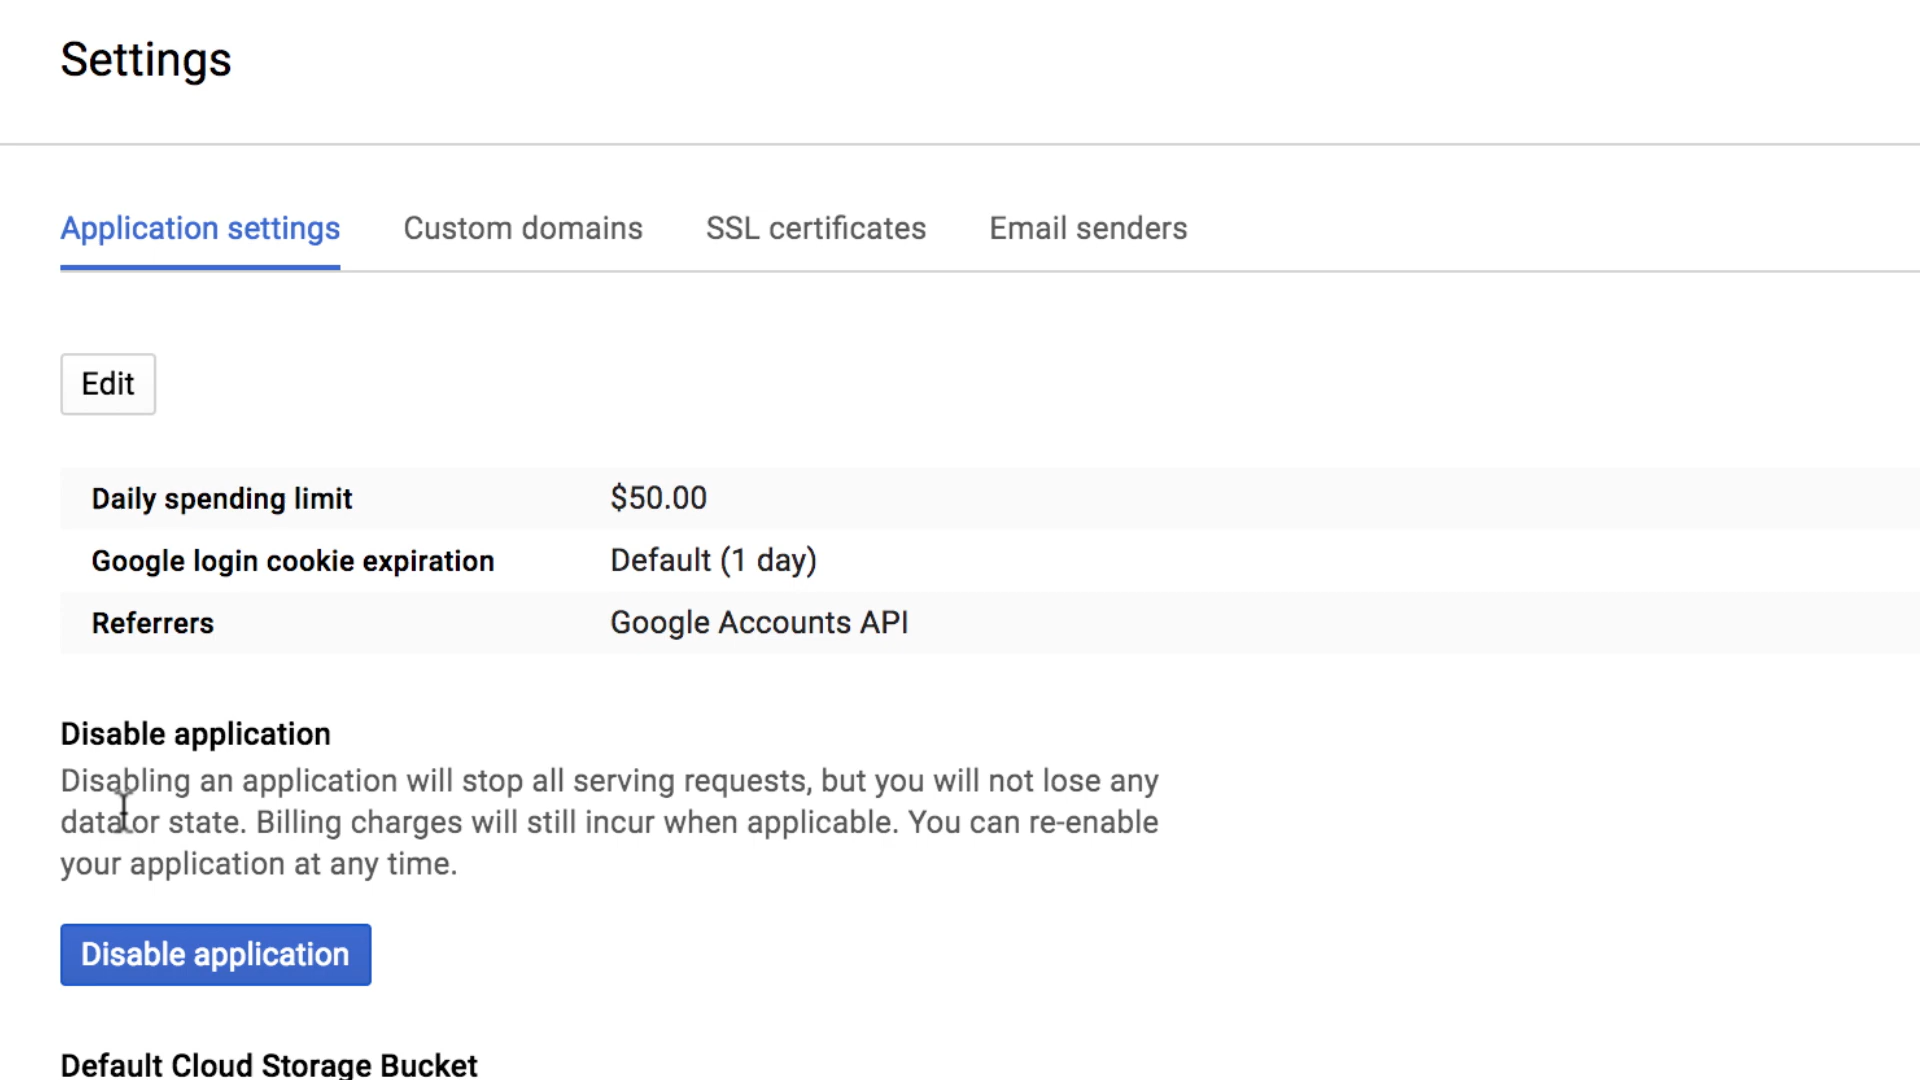 Settings
Application settings Custom domains SSL certificates Email senders
Edit
Daily spending limit $50.00
Google login cookie expiration Default (1 day)
Referrers Google Accounts API
Disable application
Disabling an application will stop all serving requests, but you will not lose any
data or state. Billing charges will still incur when applicable. You can re-enable
your application at any time.
Disable application
Default Cloud Storage Bucket